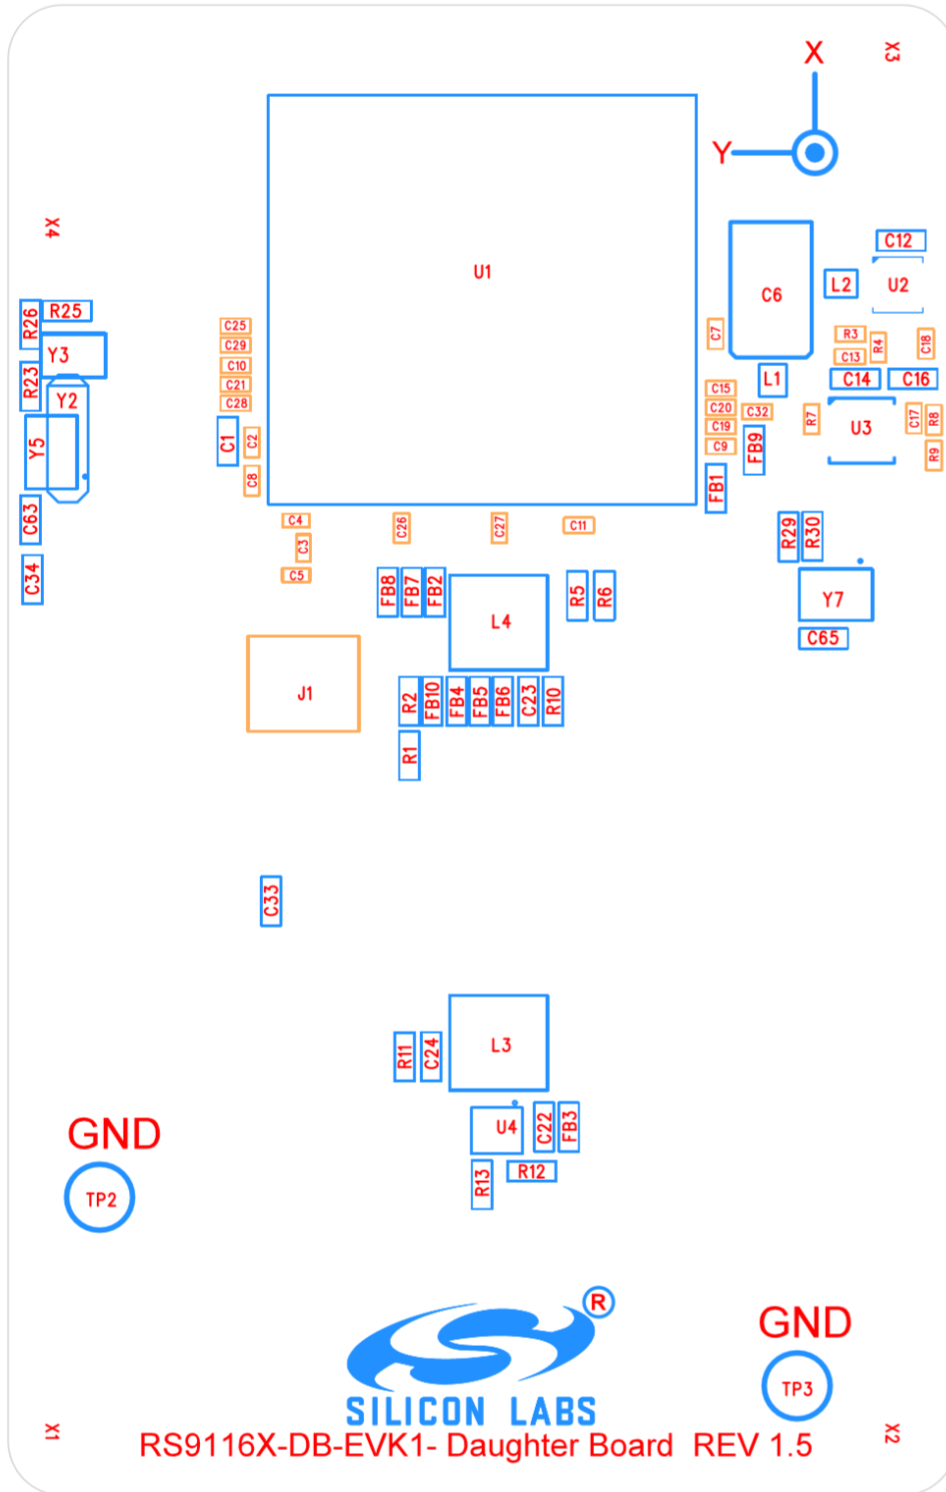 X
X3
Y
X4
U1
C12
L2
U2
C6
R26
R25
C25
C7
R3
R4
C18
C29
Y3
C13
C10
R23
C21
L1
C14
C16
C15
Y2
C28
C20
C32
C19
R7
C17
R8
U3
C1
C2
C9
FB9
Y5
R9
C8
FB1
C63
C4
C26
C27
C11
C3
R29
R30
C34
C5
FB8
FB7
FB2
R5
R6
Y7
L4
C65
J1
R2
FB10
FB4
FB5
FB6
C23
R10
R1
C33
L3
R11
C24
U4
C22
FB3
GND
R12
R13
TP2
R
GND
TP3
SILICON LABS
X1
X2
RS9116X-DB-EVK1- Daughter Board REV 1.5